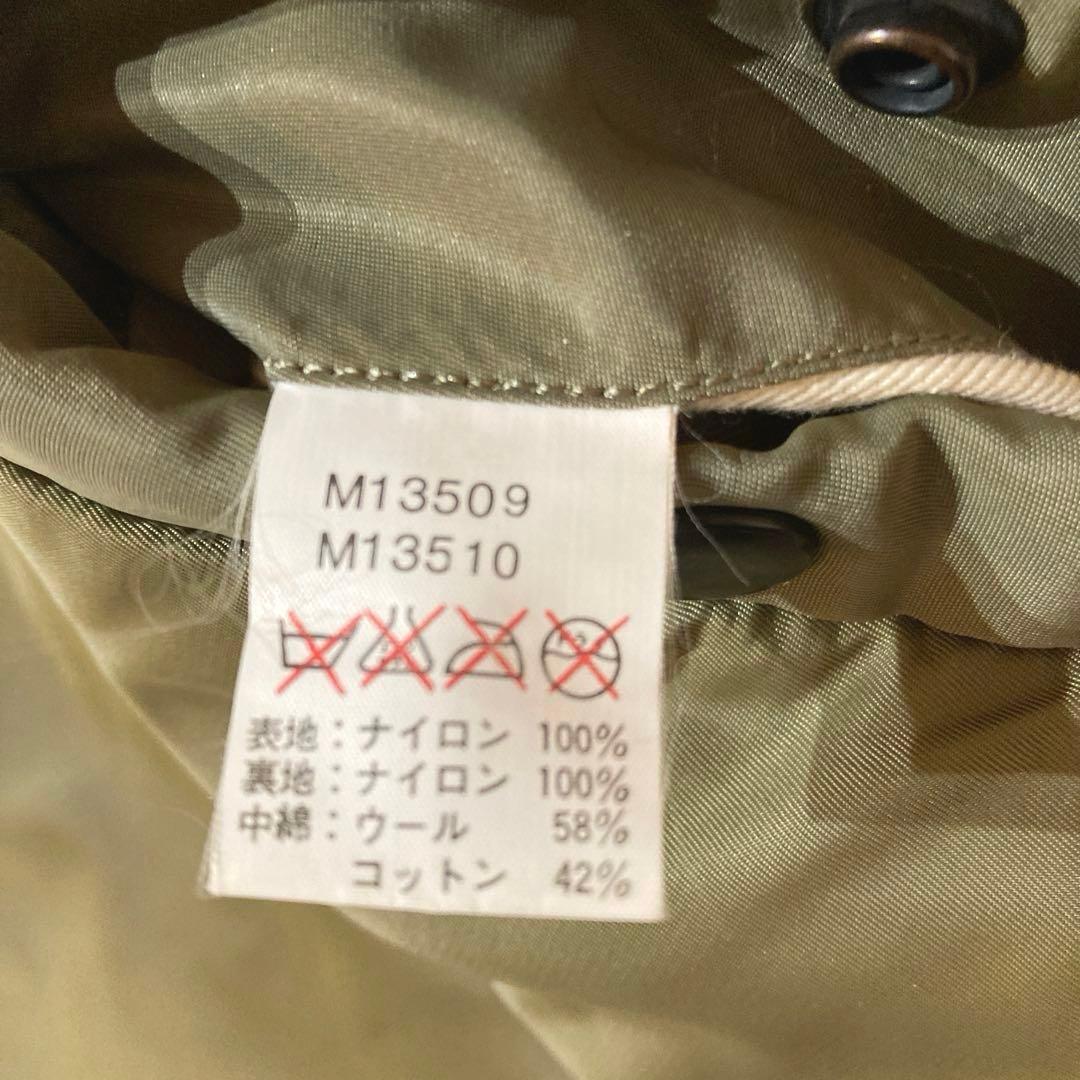 M13509
M13510
表地：ナイロン 100%
裏地：ナイロン 100%
中綿：ウール 58%
コットン 42%